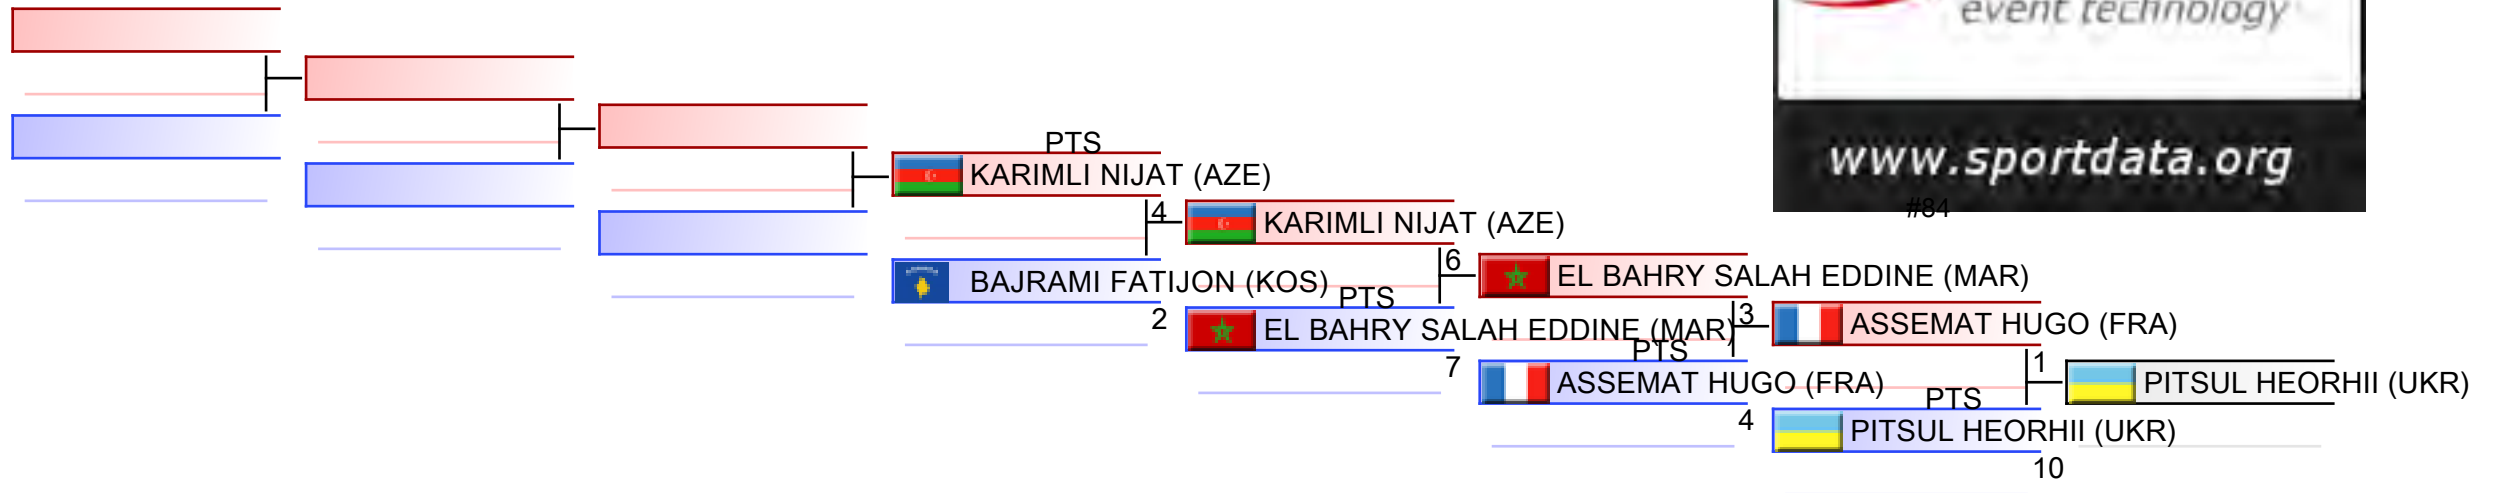 event technology
www.sportdata.org
#84
PTS
KARIMLI NIJAT (AZE)
4
KARIMLI NIJAT (AZE)
BAJRAMI FATIJON (KOS)
2
6
PTS
EL BAHRY SALAH EDDINE (MAR)
EL BAHRY SALAH EDDINE (MAR)
7
3
PTS
ASSEMAT HUGO (FRA)
ASSEMAT HUGO (FRA)
4
1
PTS
PITSUL HEORHII (UKR)
PITSUL HEORHII (UKR)
10